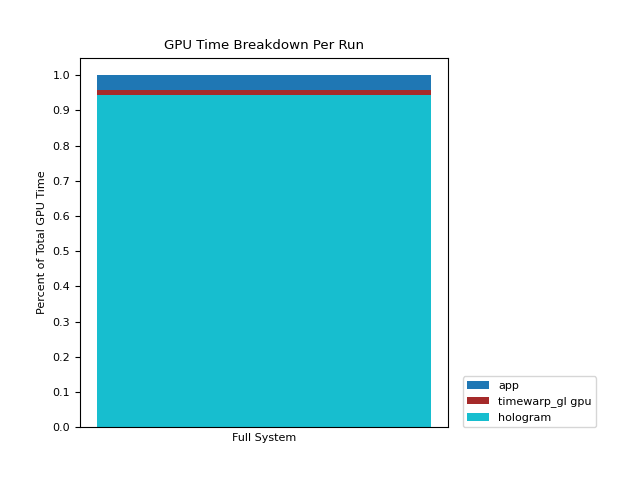 GPU Time Breakdown Per Run
Percent of Total GPU Time
1.0
0.9
0.8
0.7
0.6
0.5
0.4
0.3
0.2
0.1
0.0
Full System
app
timewarp_gl gpu
hologram